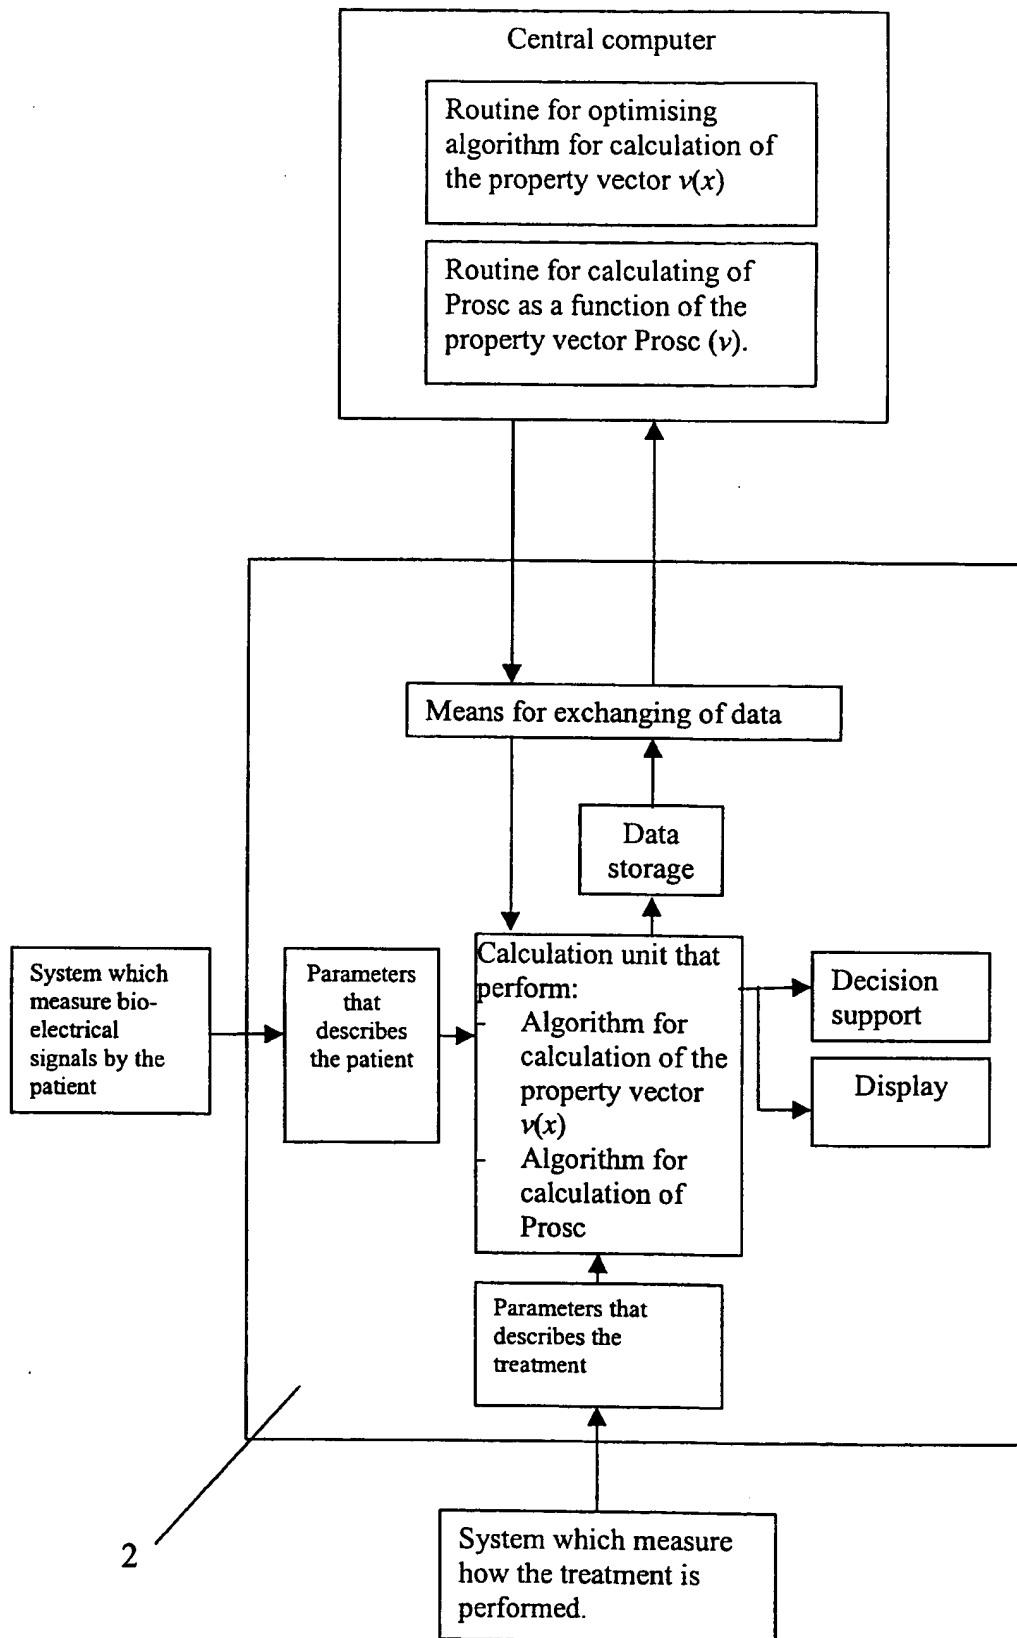 Central computer
Routine for optimising
algorithm for calculation of
the property vector v(x)
Routine for calculating of
Prosc as a function of the
property vector Prosc (v).
Means for exchanging of data
Data
storage
System which
measure bio-
electrical
signals by the
patient
Parameters
that
describes
the patient
Calculation unit that
perform:
- Algorithm for
calculation of the
property vector
v(x)
- Algorithm for
calculation of
Prosc
Decision
support
Display
Parameters that
describes the
treatment
2
System which measure
how the treatment is
performed.